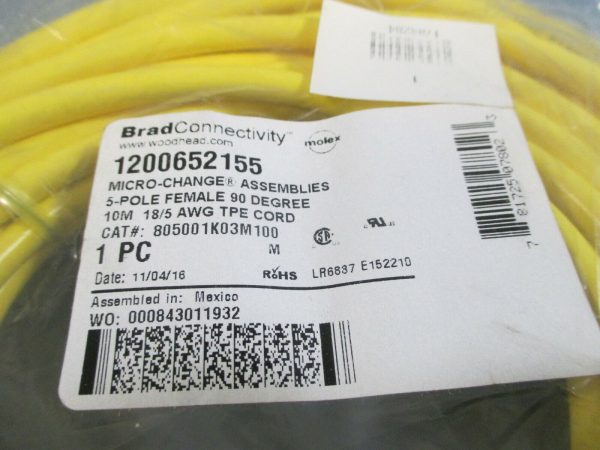 BradConnectivity™
www.woodhead.com
molex
1200652155
MICRO-CHANGE® ASSEMBLIES
5-POLE FEMALE 90 DEGREE
10M 18/5 AWG TPE CORD
CAT#: 805001K03M100
1 PC
M
Date: 11/04/16
RoHS
LR6837 E152210
Assembled in: Mexico
WO: 000843011932